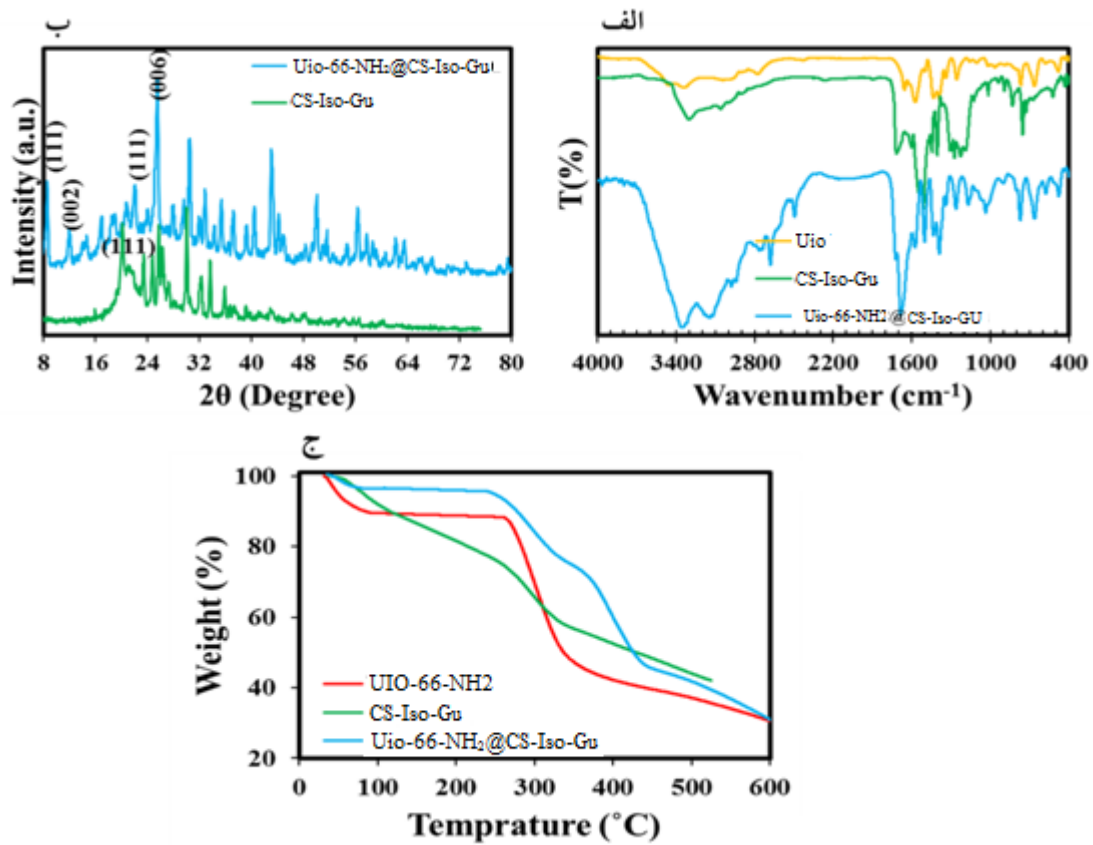 ب
Uio-66-NH₂@CS-Iso-Gu
CS-Iso-Gu
(111)
(002)
(111)
(006)
(111)
Intensity (a.u.)
8 16 24 32 40 48 56 64 72 80
2θ (Degree)
الف
T(%)
Uio
CS-Iso-Gu
Uio-66-NH2@CS-Iso-GU
4000 3400 2800 2200 1600 1000 400
Wavenumber (cm⁻¹)
ج
100
80
60
40
20
Weight (%)
UIO-66-NH2
CS-Iso-Gu
Uio-66-NH₂@CS-Iso-Gu
0 100 200 300 400 500 600
Temprature (°C)